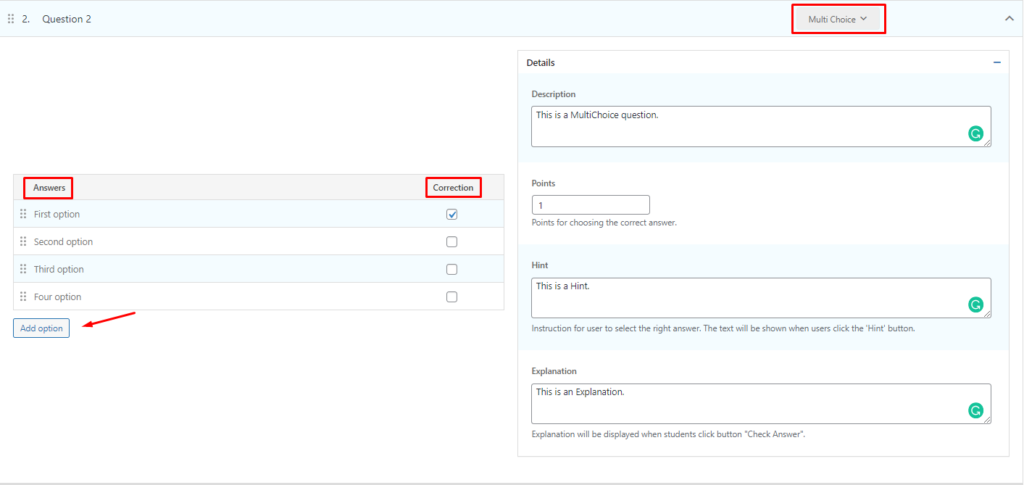 2. Question 2 Multi Choice
Answers Correction
First option
Second option
Third option
Four option
Add option
Details
Description
This is a MultiChoice question.
Points
1
Points for choosing the correct answer.
Hint
This is a Hint.
Instruction for user to select the right answer. The text will be shown when users click the 'Hint' button.
Explanation
This is an Explanation.
Explanation will be displayed when students click button "Check Answer".